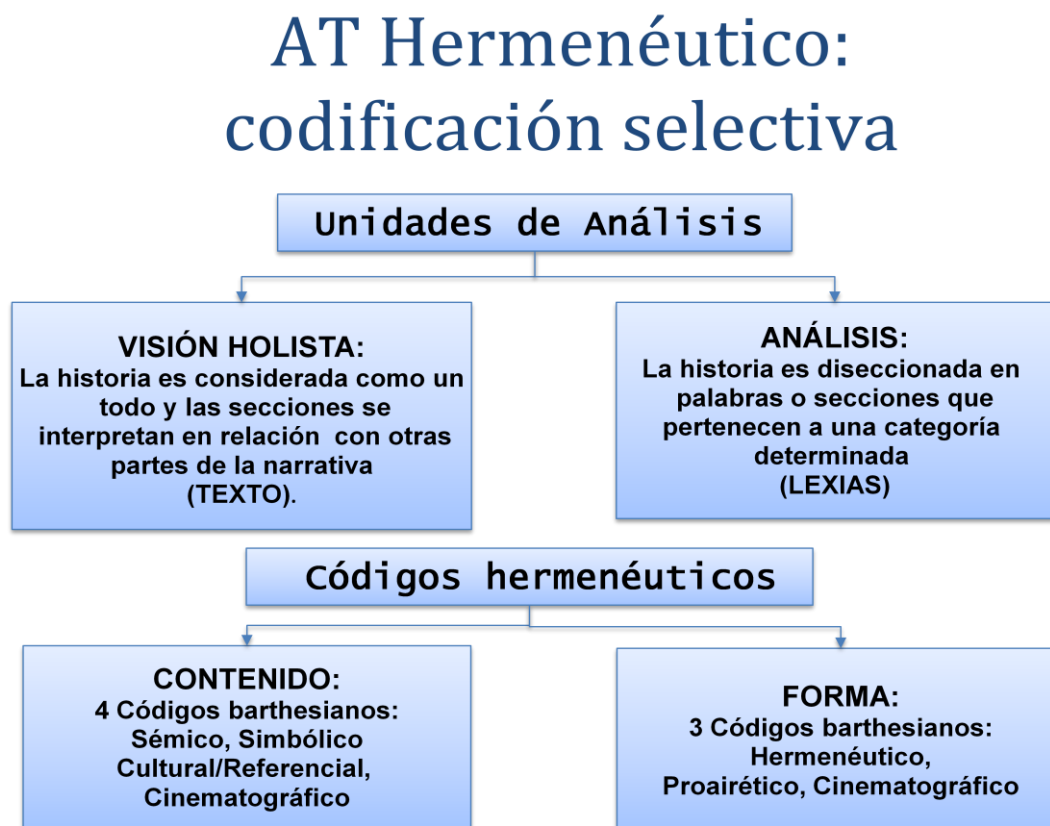 AT Hermenéutico:
codificación selectiva
Unidades de Análisis
VISIÓN HOLISTA:
La historia es considerada como un
todo y las secciones se
interpretan en relación con otras
partes de la narrativa
(TEXTO).
ANÁLISIS:
La historia es diseccionada en
palabras o secciones que
pertenecen a una categoría
determinada
(LEXIAS)
Códigos hermenéuticos
CONTENIDO:
4 Códigos barthesianos:
Sémico, Simbólico
Cultural/Referencial,
Cinematográfico
FORMA:
3 Códigos barthesianos:
Hermenéutico,
Proairético, Cinematográfico